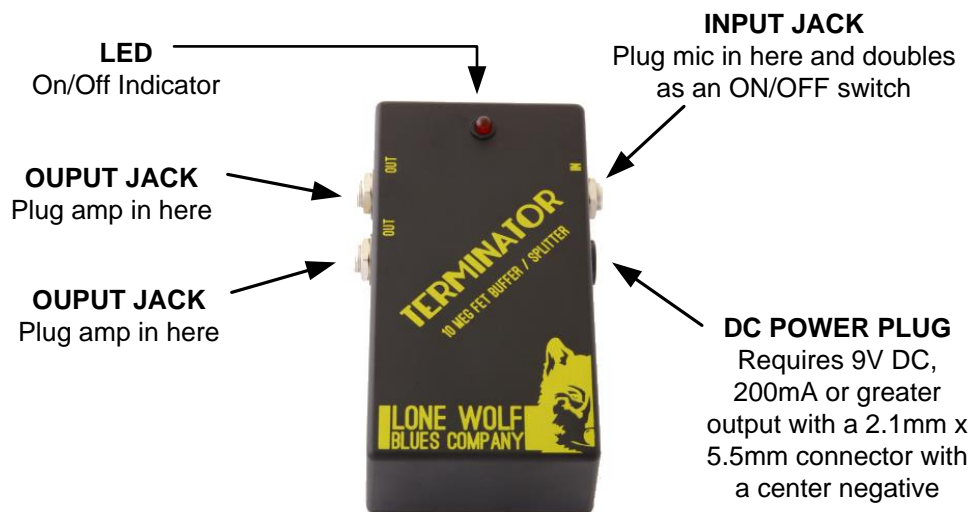 LED
On/Off Indicator
INPUT JACK
Plug mic in here and doubles
as an ON/OFF switch
OUPUT JACK
Plug amp in here
OUPUT JACK
Plug amp in here
OUT
OUT
IN
TERMINATOR
10 MEG FET BUFFER / SPLITTER
LONE WOLF
BLUES COMPANY
DC POWER PLUG
Requires 9V DC,
200mA or greater
output with a 2.1mm x
5.5mm connector with
a center negative